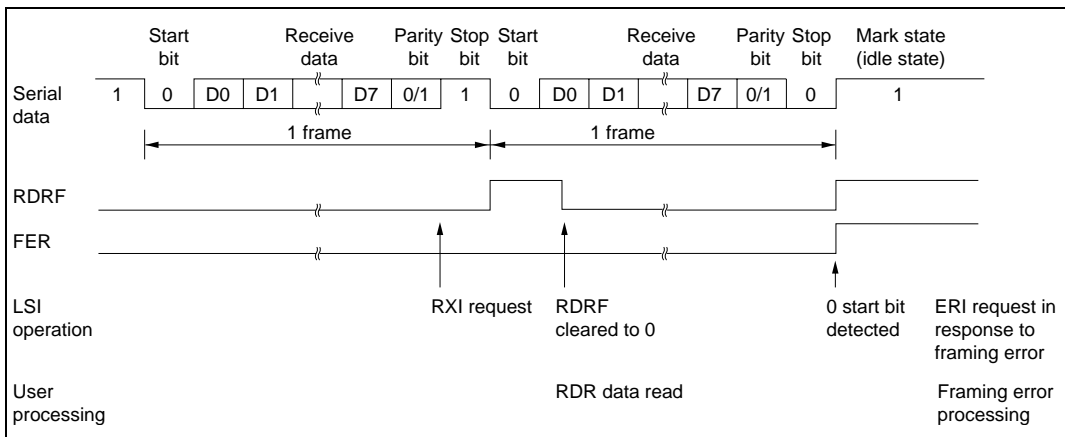 Start bit
Receive data
Parity bit
Stop bit
Start bit
Receive data
Parity bit
Stop bit
Mark state (idle state)
Serial data
1 0 D0 D1 D7 0/1 1 0 D0 D1 D7 0/1 0 1
1 frame 1 frame
RDRF
FER
LSI operation
RXI request
RDRF cleared to 0
0 start bit detected
ERI request in response to framing error
User processing
RDR data read
Framing error processing